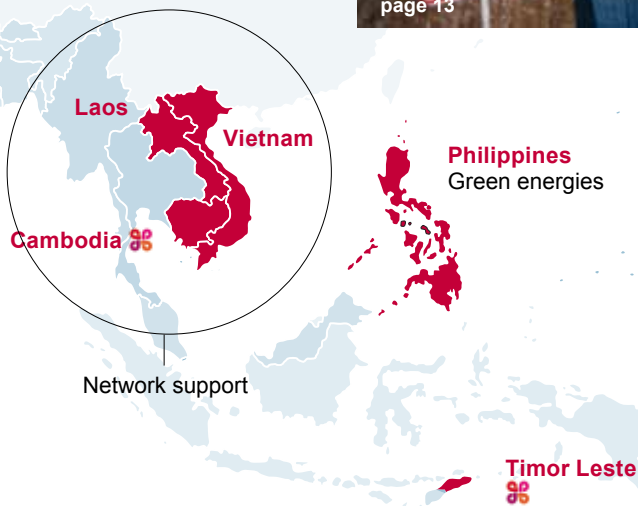 page 13
Laos
Vietnam
Philippines
Green energies
Cambodia
Network support
Timor Leste